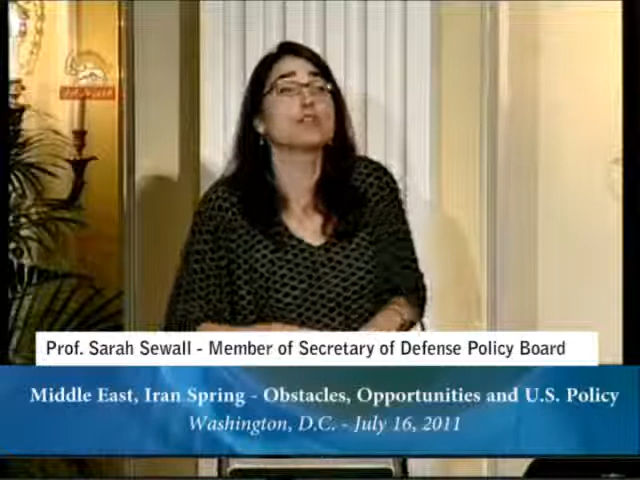 Prof. Sarah Sewall - Member of Secretary of Defense Policy Board
Middle East, Iran Spring - Obstacles, Opportunities and U.S. Policy
Washington, D.C. - July 16, 2011